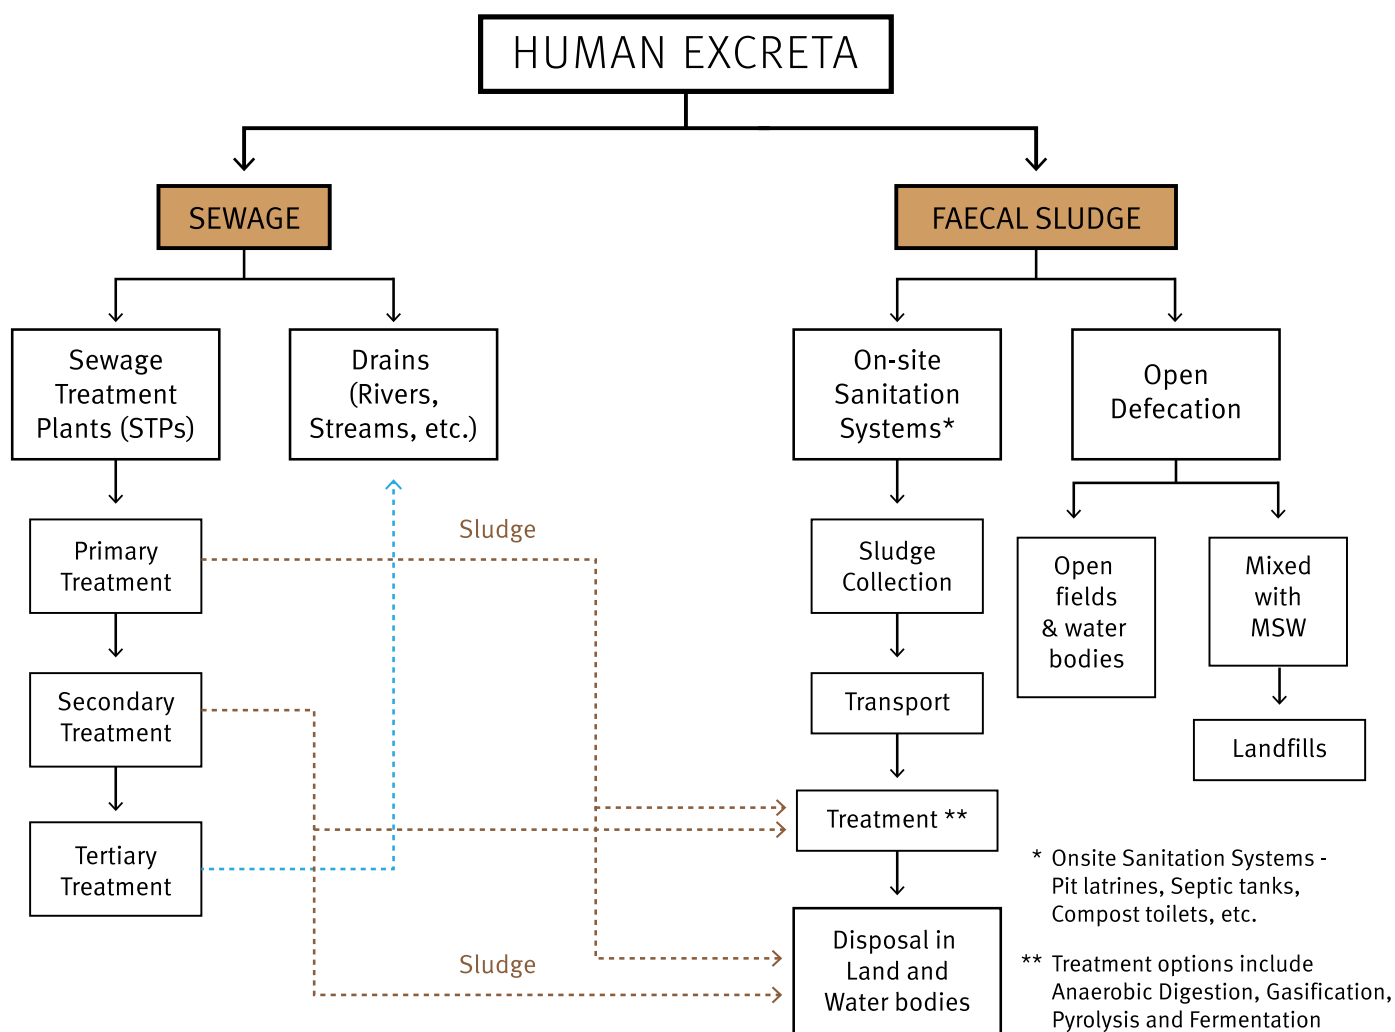 HUMAN EXCRETA
SEWAGE
FAECAL SLUDGE
Sewage
Treatment
Plants (STPs)
Drains
(Rivers,
Streams, etc.)
On-site
Sanitation
Systems*
Open
Defecation
Primary
Treatment
Sludge
Sludge
Collection
Open
fields
& water
bodies
Mixed
with
MSW
Secondary
Treatment
Transport
Landfills
Tertiary
Treatment
Treatment **
Sludge
Disposal in
Land and
Water bodies
* Onsite Sanitation Systems -
Pit latrines, Septic tanks,
Compost toilets, etc.
** Treatment options include
Anaerobic Digestion, Gasification,
Pyrolysis and Fermentation